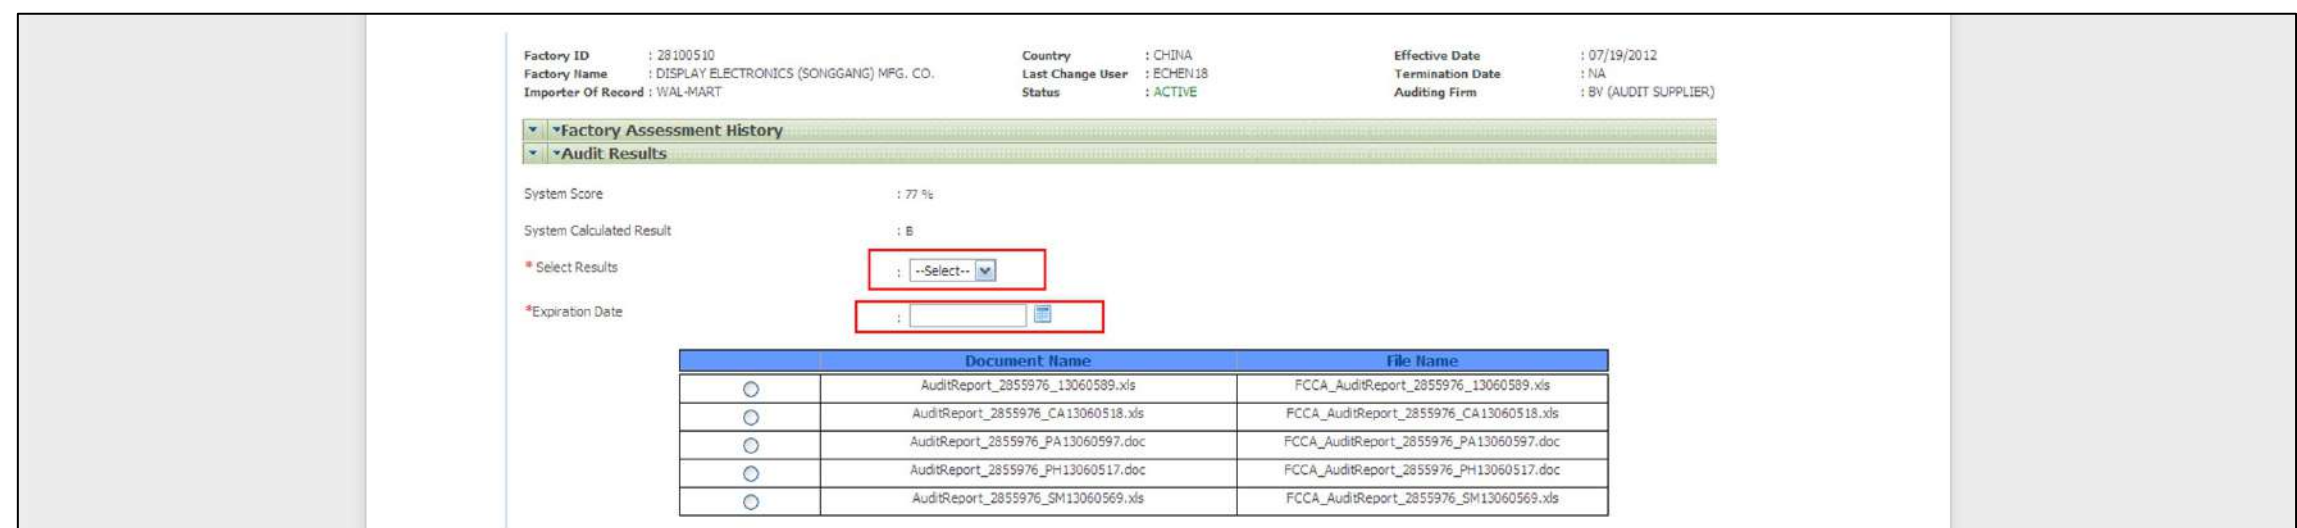 Factory ID : 28100510 Country : CHINA Effective Date : 07/19/2012
Factory Name : DISPLAY ELECTRONICS (SONGGANG) MFG. CO. Last Change User : ECHEN18 Termination Date : NA
Importer Of Record : WAL-MART Status : ACTIVE Auditing Firm : BV (AUDIT SUPPLIER)
Factory Assessment History
Audit Results
System Score : 77 %
System Calculated Result : B
* Select Results : --Select--
*Expiration Date :
Document Name File Name
AuditReport_2855976_13060589.xls FCCA_AuditReport_2855976_13060589.xls
AuditReport_2855976_CA13060518.xls FCCA_AuditReport_2855976_CA13060518.xls
AuditReport_2855976_PA13060597.doc FCCA_AuditReport_2855976_PA13060597.doc
AuditReport_2855976_PH13060517.doc FCCA_AuditReport_2855976_PH13060517.doc
AuditReport_2855976_SM13060569.xls FCCA_AuditReport_2855976_SM13060569.xls